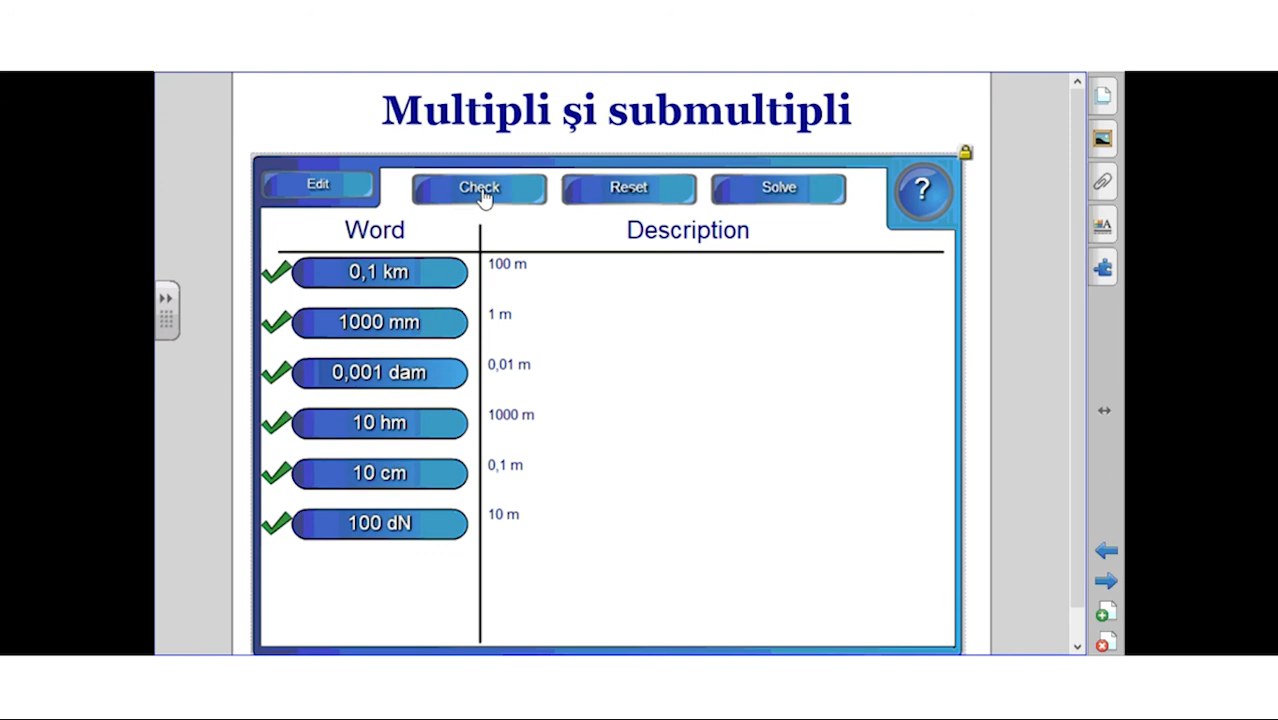 Multipli şi submultipli
Edit
Check
Reset
Solve
?
Word
Description
0,1 km
100 m
1000 mm
1 m
0,001 dam
0,01 m
10 hm
1000 m
10 cm
0,1 m
100 dN
10 m